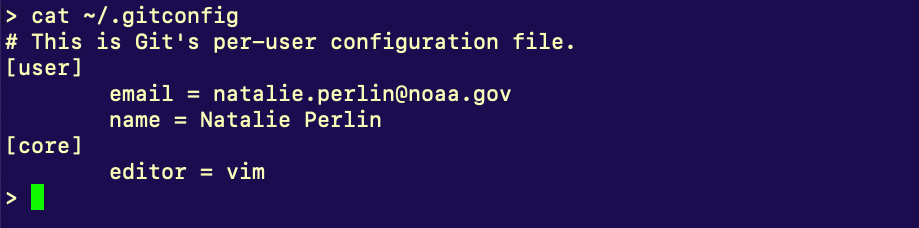 > cat ~/.gitconfig
# This is Git's per-user configuration file.
[user]
        email = natalie.perlin@noaa.gov
        name = Natalie Perlin
[core]
        editor = vim
>